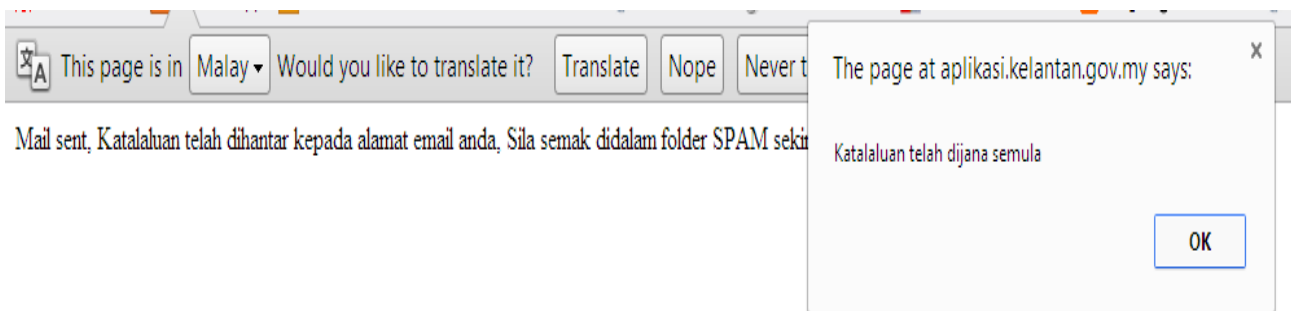 This page is in Malay Would you like to translate it? Translate Nope Never
Mail sent, Katalaluan telah dihantar kepada alamat email anda, Sila semak didalam folder SPAM
The page at aplikasi.kelantan.gov.my says: X
Katalaluan telah dijana semula
OK